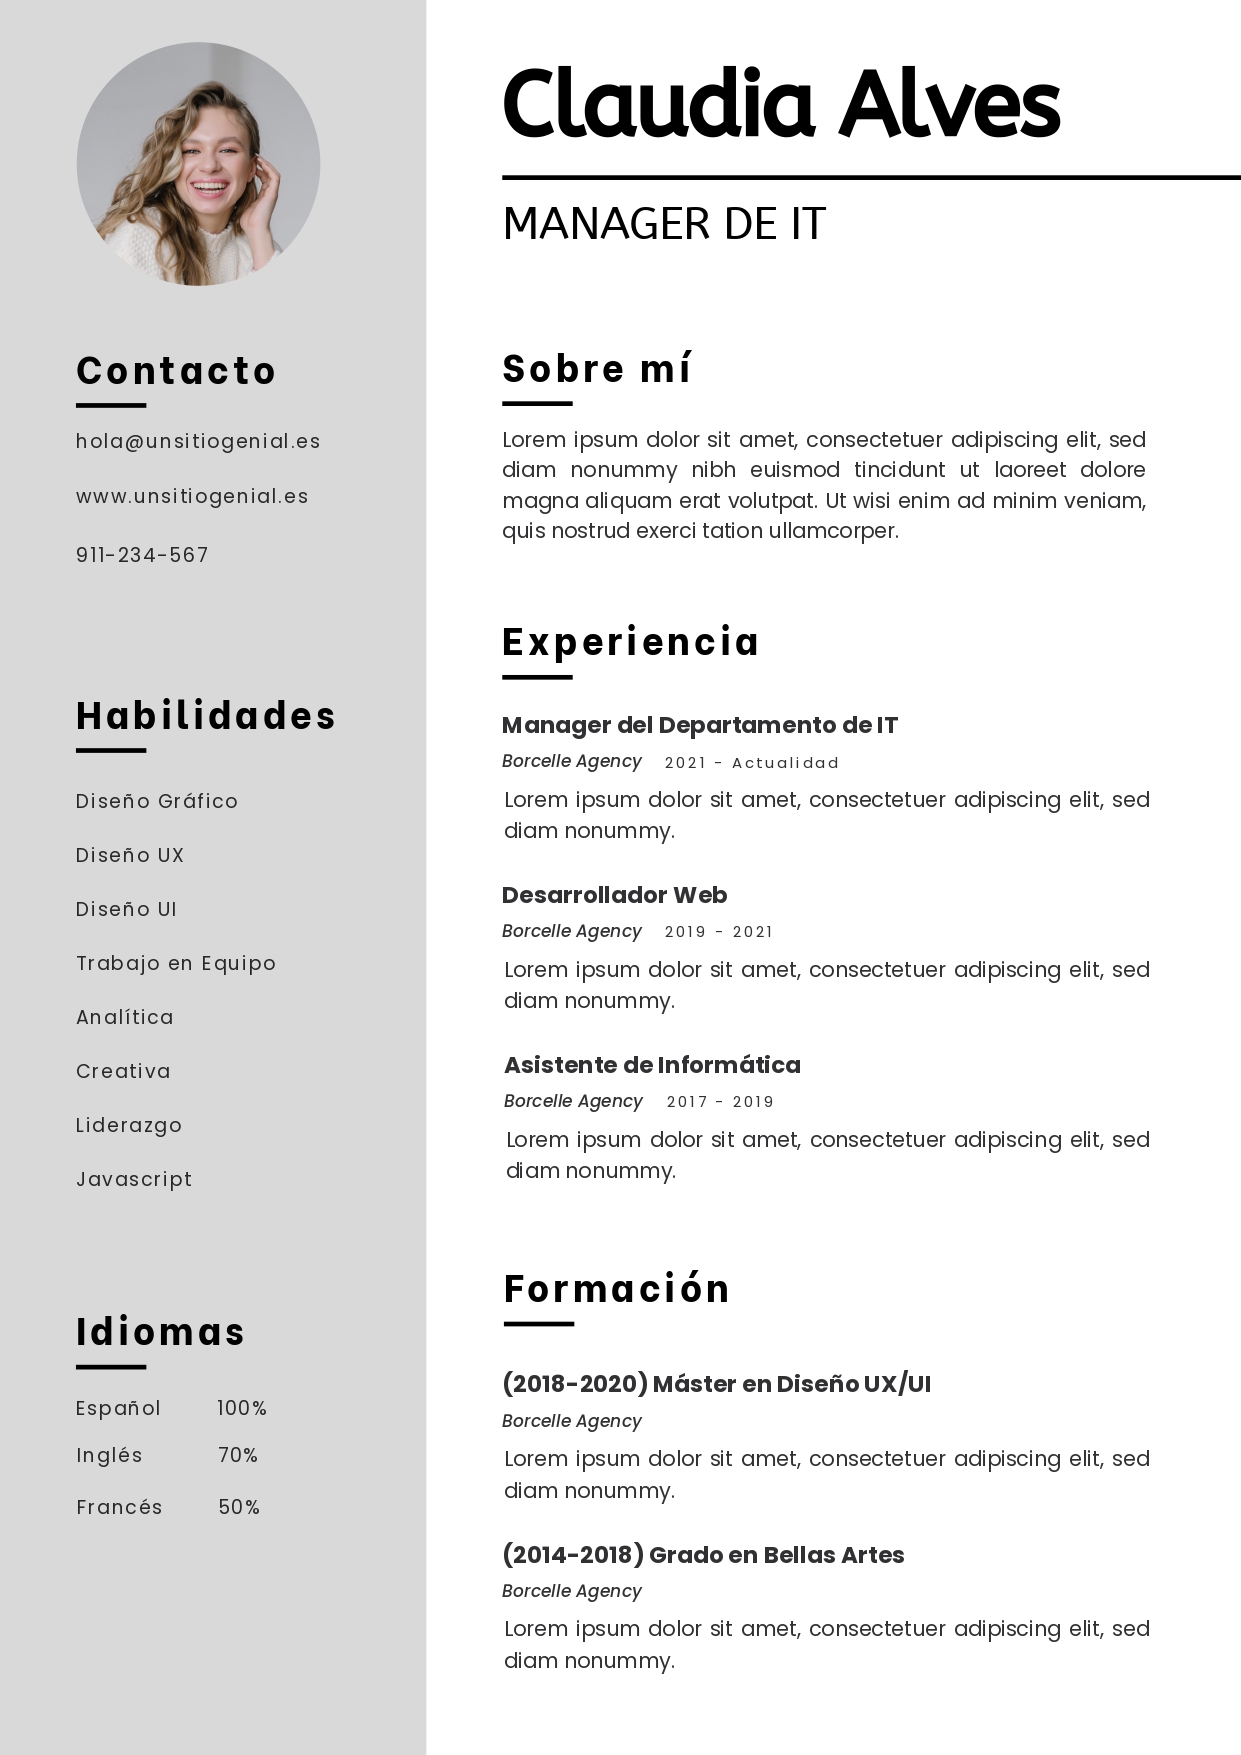 Claudia Alves
MANAGER DE IT
Contacto
hola@unsitiogenial.es
www.unsitiogenial.es
911-234-567
Habilidades
Diseño Gráfico
Diseño UX
Diseño UI
Trabajo en Equipo
Analítica
Creativa
Liderazgo
Javascript
Idiomas
Español 100%
Inglés 70%
Francés 50%
Sobre mí
Lorem ipsum dolor sit amet, consectetuer adipiscing elit, sed
diam nonummy nibh euismod tincidunt ut laoreet dolore
magna aliquam erat volutpat. Ut wisi enim ad minim veniam,
quis nostrud exerci tation ullamcorper.
Experiencia
Manager del Departamento de IT
Borcelle Agency 2021 - Actualidad
Lorem ipsum dolor sit amet, consectetuer adipiscing elit, sed
diam nonummy.
Desarrollador Web
Borcelle Agency 2019 - 2021
Lorem ipsum dolor sit amet, consectetuer adipiscing elit, sed
diam nonummy.
Asistente de Informática
Borcelle Agency 2017 - 2019
Lorem ipsum dolor sit amet, consectetuer adipiscing elit, sed
diam nonummy.
Formación
(2018-2020) Máster en Diseño UX/UI
Borcelle Agency
Lorem ipsum dolor sit amet, consectetuer adipiscing elit, sed
diam nonummy.
(2014-2018) Grado en Bellas Artes
Borcelle Agency
Lorem ipsum dolor sit amet, consectetuer adipiscing elit, sed
diam nonummy.